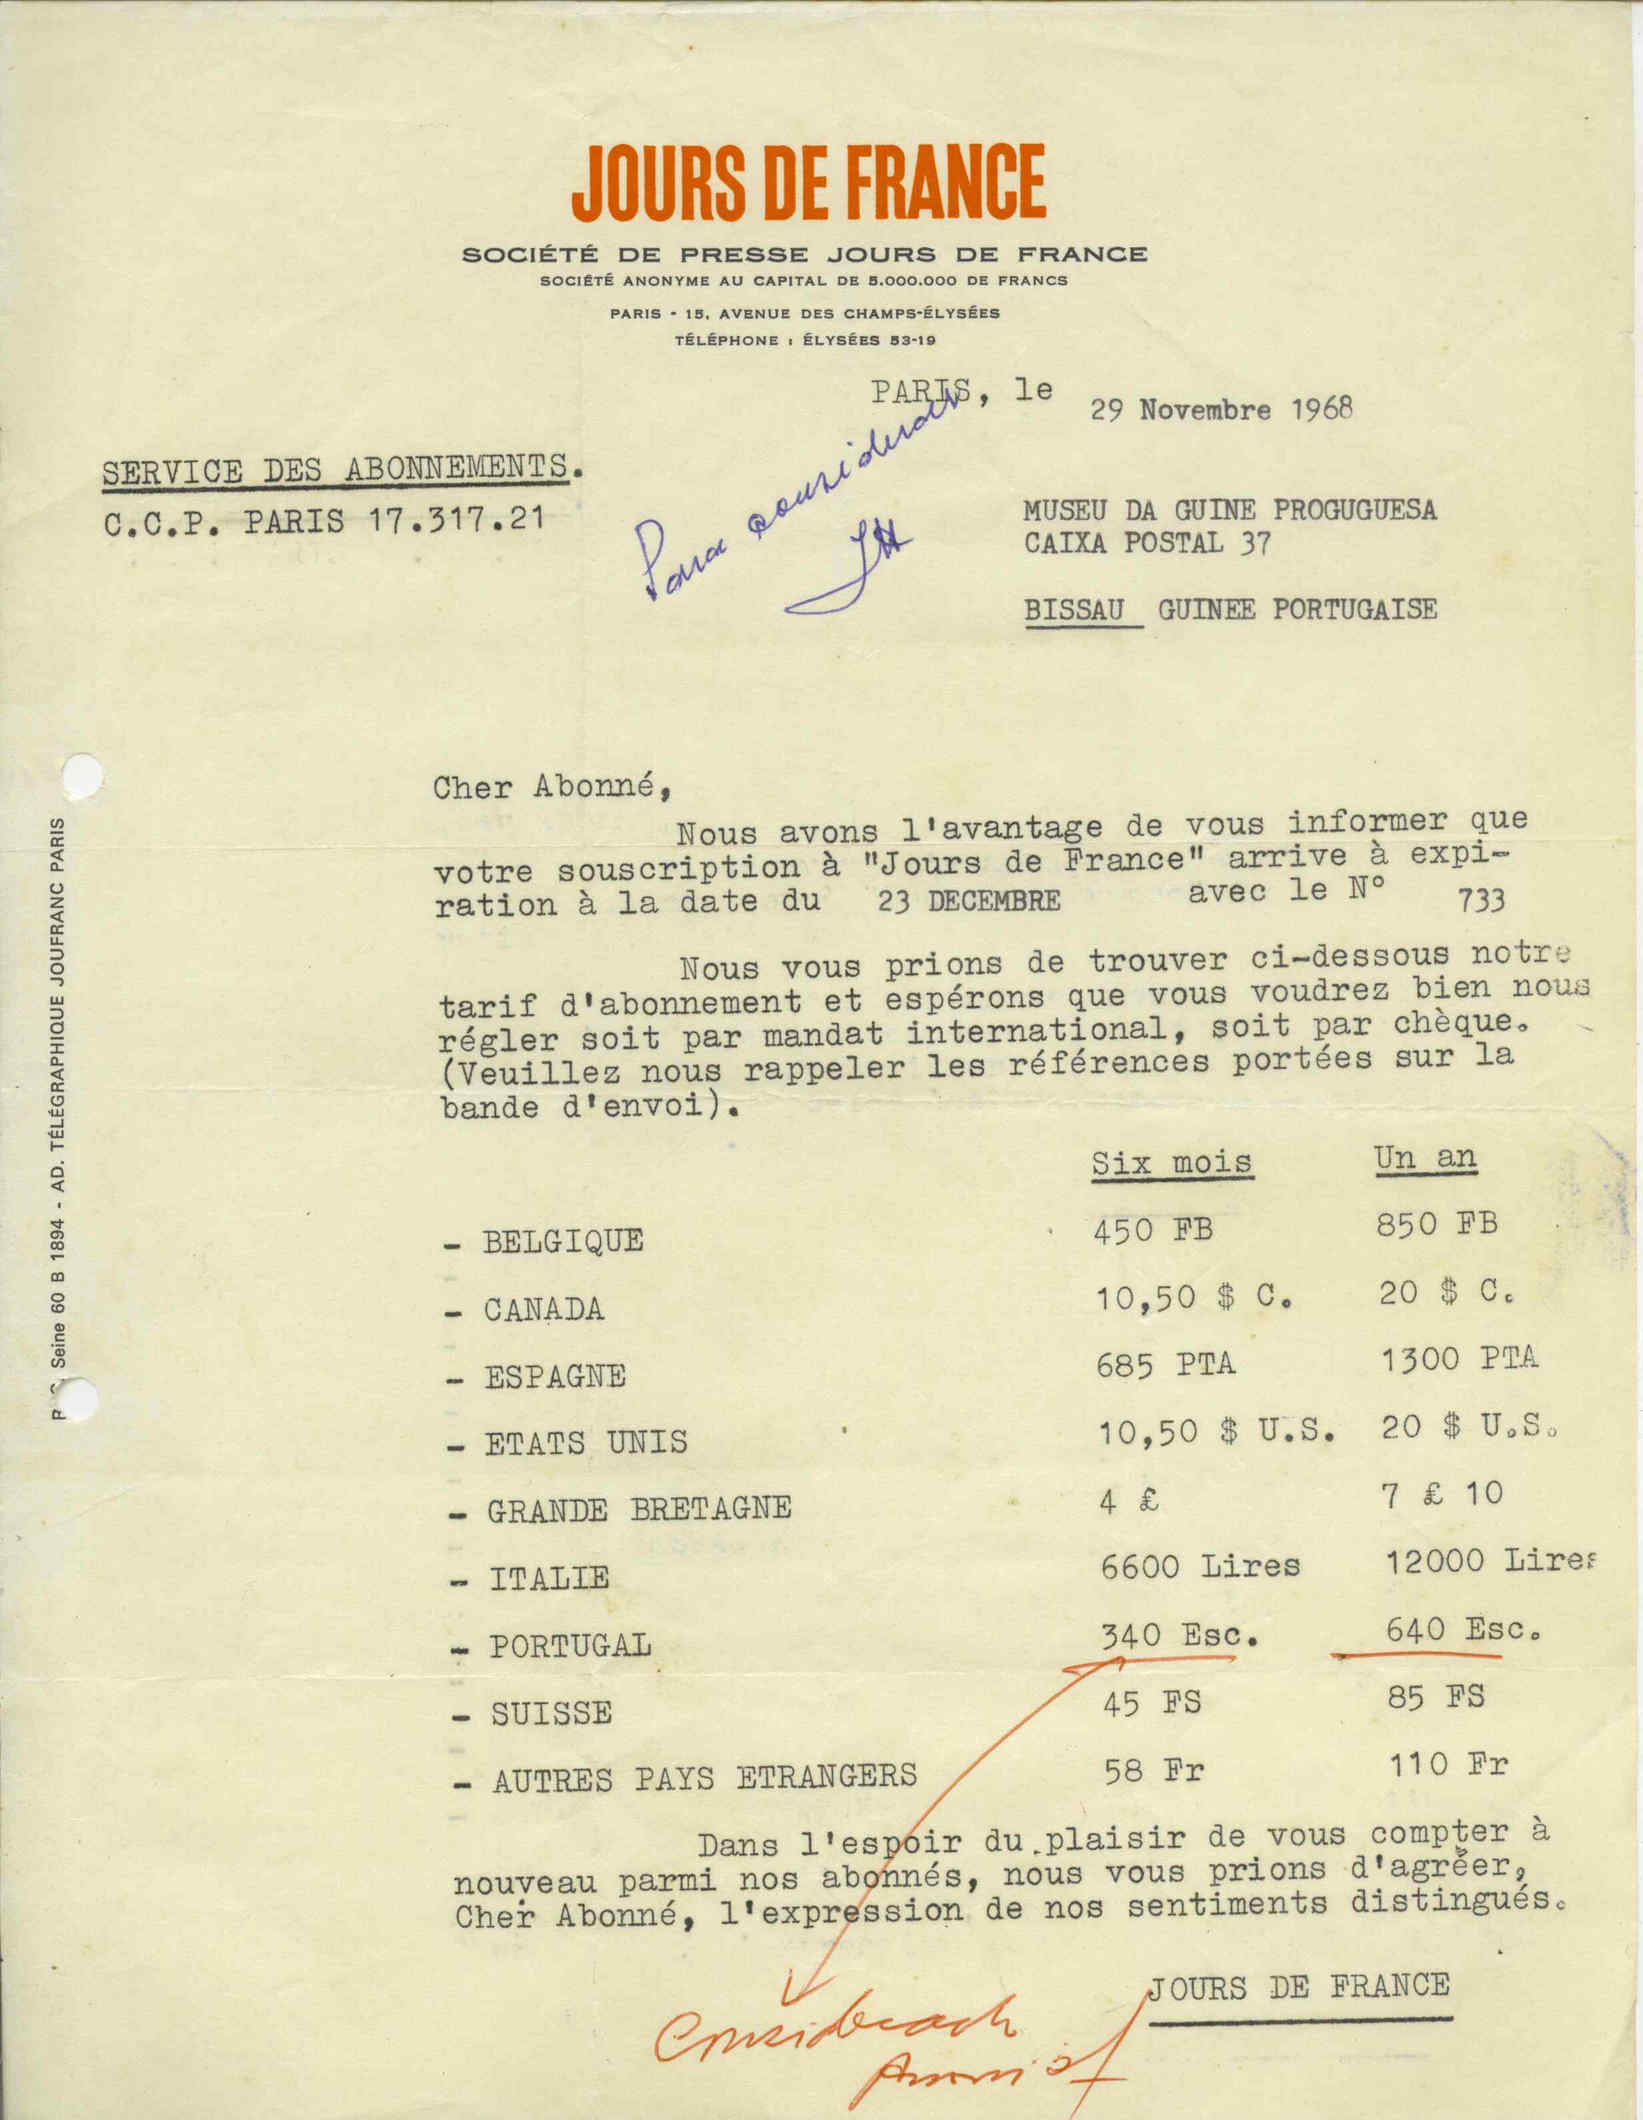 JOURS DE FRANCE
SOCIÉTÉ DE PRESSE JOURS DE FRANCE
SOCIÉTÉ ANONYME AU CAPITAL DE 5.000.000 DE FRANCS
PARIS - 15, AVENUE DES CHAMPS-ÉLYSÉES
TÉLÉPHONE : ÉLYSÉES 53-19
PARIS, le 29 Novembre 1968
SERVICE DES ABONNEMENTS.
C.C.P. PARIS 17.317.21
Para considerar
MUSEU DA GUINE PROGUGUESA
CAIXA POSTAL 37
BISSAU GUINEE PORTUGAISE
Cher Abonné,
Nous avons l'avantage de vous informer que
votre souscription à "Jours de France" arrive à expi-
ration à la date du 23 DECEMBRE avec le N° 733
Nous vous prions de trouver ci-dessous notre
tarif d'abonnement et espérons que vous voudrez bien nous
régler soit par mandat international, soit par chèque.
(Veuillez nous rappeler les références portées sur la
bande d'envoi).
Six mois Un an
- BELGIQUE 450 FB 850 FB
- CANADA 10,50 $ C. 20 $ C.
- ESPAGNE 685 PTA 1300 PTA
- ETATS UNIS 10,50 $ U.S. 20 $ U.S.
- GRANDE BRETAGNE 4 £ 7 £ 10
- ITALIE 6600 Lires 12000 Lires
- PORTUGAL 340 Esc. 640 Esc.
- SUISSE 45 FS 85 FS
- AUTRES PAYS ETRANGERS 58 Fr 110 Fr
Dans l'espoir du plaisir de vous compter à
nouveau parmi nos abonnés, nous vous prions d'agréer,
Cher Abonné, l'expression de nos sentiments distingués.
JOURS DE FRANCE
Seine 60 B 1894 - AD. TÉLÉGRAPHIQUE JOUFRANC PARIS